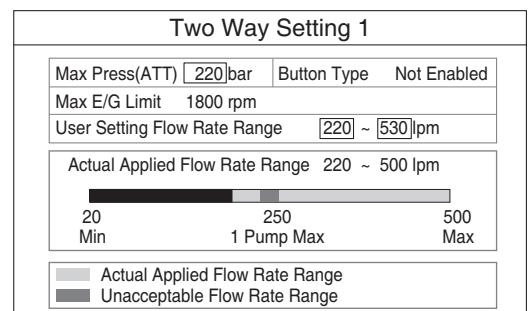 Two Way Setting 1
Max Press(ATT) 220 bar Button Type Not Enabled
Max E/G Limit 1800 rpm
User Setting Flow Rate Range 220 ~ 530 lpm
Actual Applied Flow Rate Range 220 ~ 500 lpm
20 250 500
Min 1 Pump Max Max
Actual Applied Flow Rate Range
Unacceptable Flow Rate Range